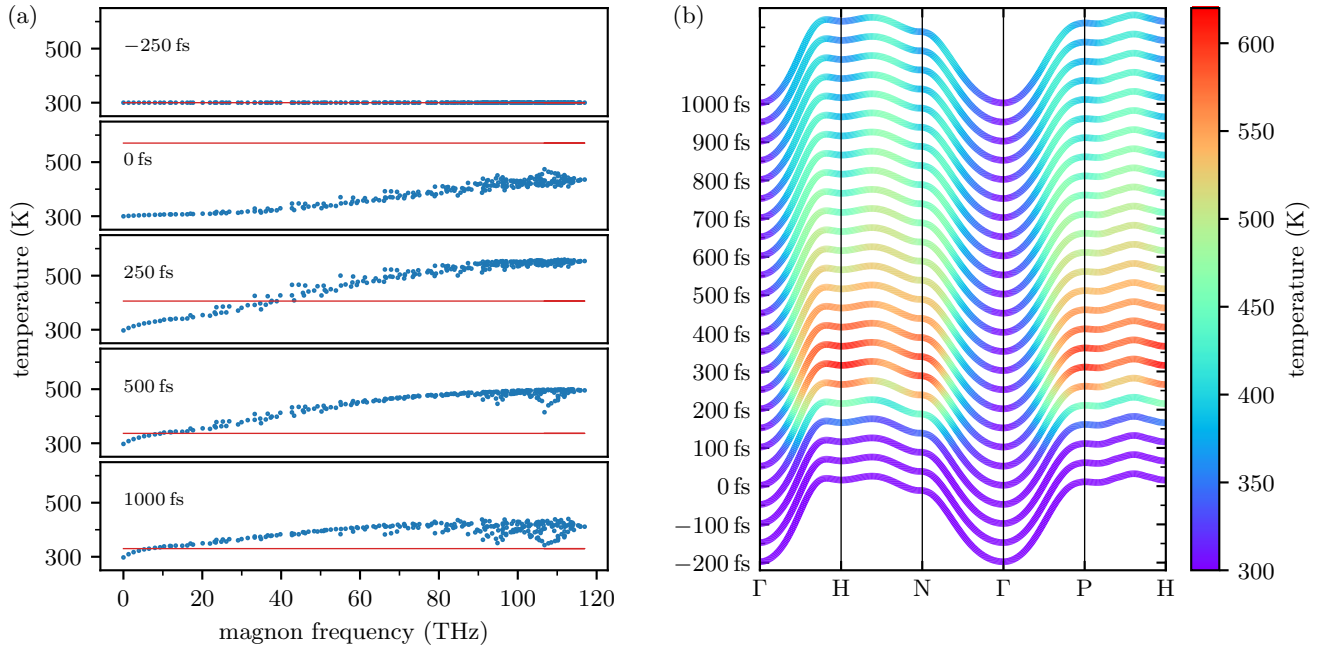 (a)
temperature (K)
−250 fs
500
300
0 fs
500
300
250 fs
500
300
500 fs
500
300
1000 fs
500
300
0 20 40 60 80 100 120
magnon frequency (THz)
(b)
1000 fs
900 fs
800 fs
700 fs
600 fs
500 fs
400 fs
300 fs
200 fs
100 fs
0 fs
−100 fs
−200 fs
Γ H N Γ P H
600
550
500
450
400
350
300
temperature (K)